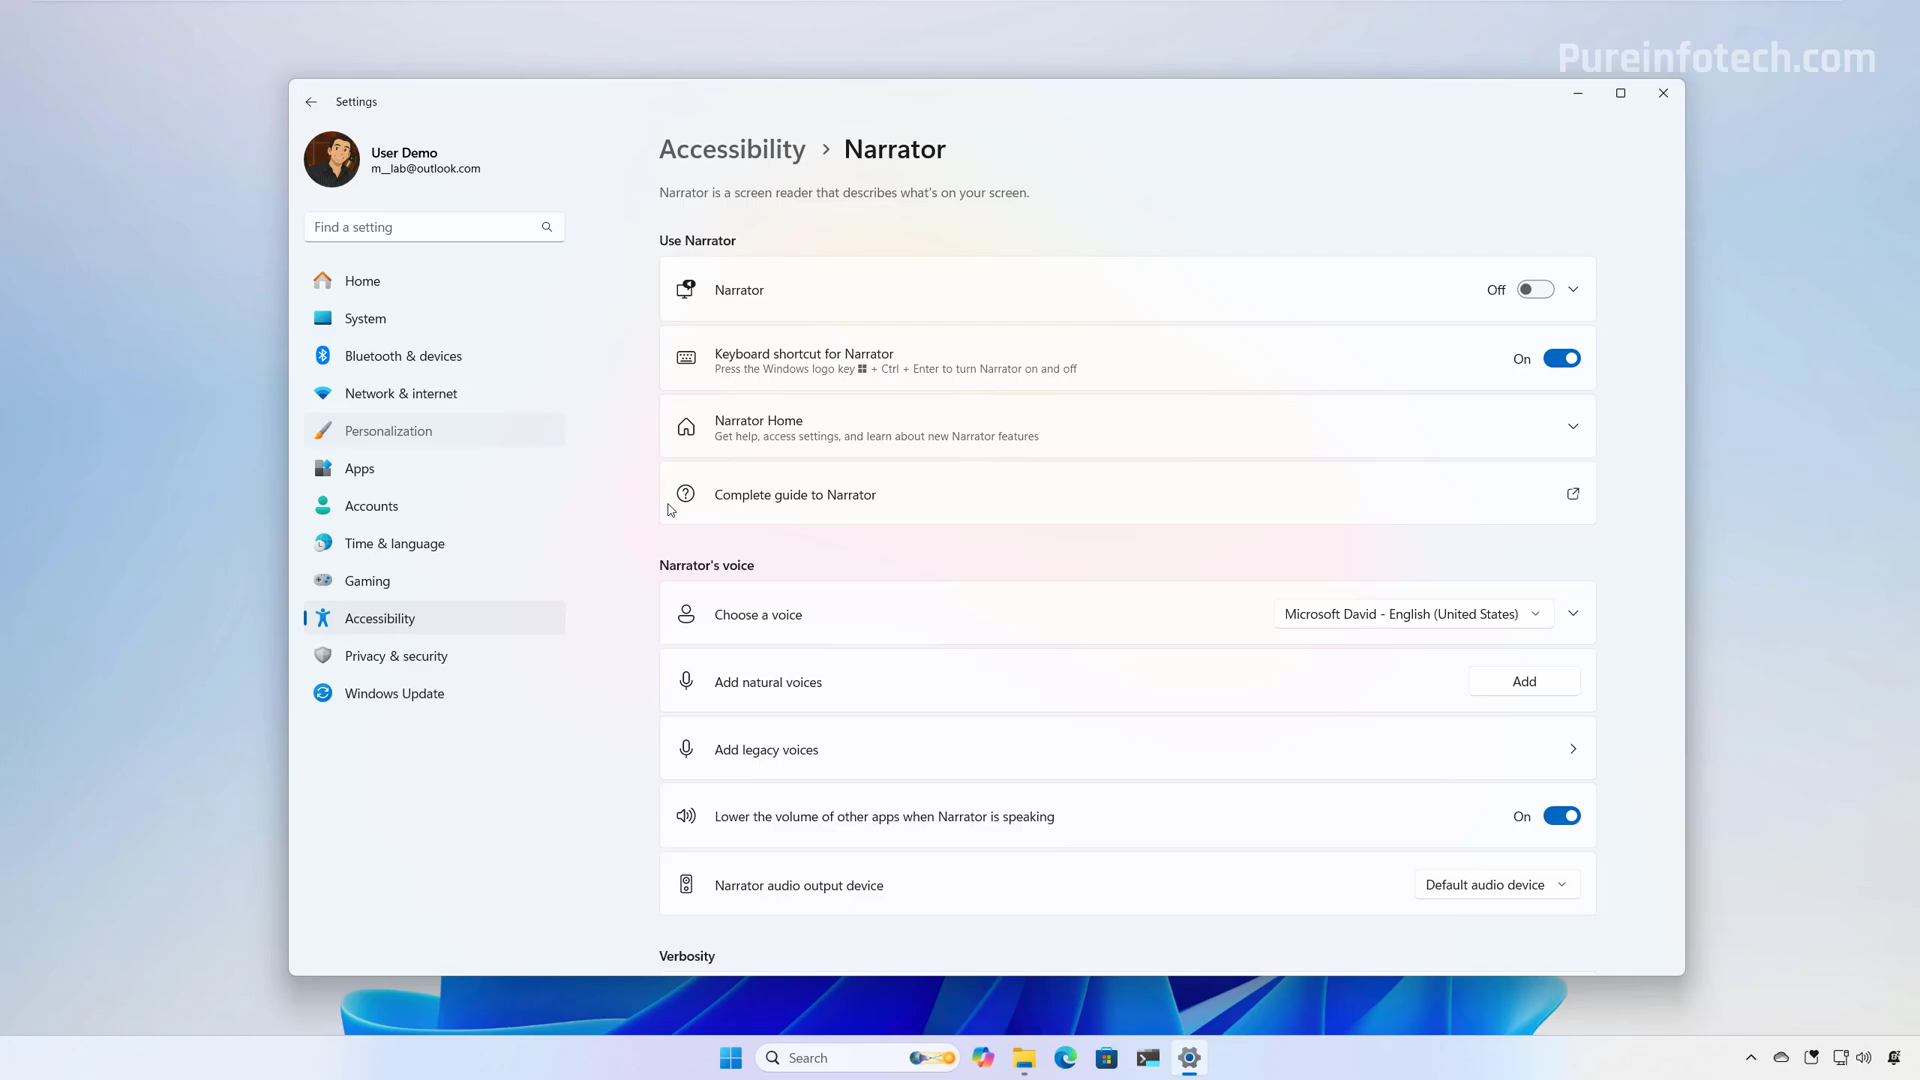 Pureinfotech.com
Settings
User Demo
m__lab@outlook.com
Find a setting
Home
System
Bluetooth & devices
Network & internet
Personalization
Apps
Accounts
Time & language
Gaming
Accessibility
Privacy & security
Windows Update
Accessibility > Narrator
Narrator is a screen reader that describes what's on your screen.
Use Narrator
Narrator Off
Keyboard shortcut for Narrator
Press the Windows logo key + Ctrl + Enter to turn Narrator on and off
On
Narrator Home
Get help, access settings, and learn about new Narrator features
Complete guide to Narrator
Narrator's voice
Choose a voice Microsoft David - English (United States)
Add natural voices Add
Add legacy voices
Lower the volume of other apps when Narrator is speaking On
Narrator audio output device Default audio device
Verbosity
Search